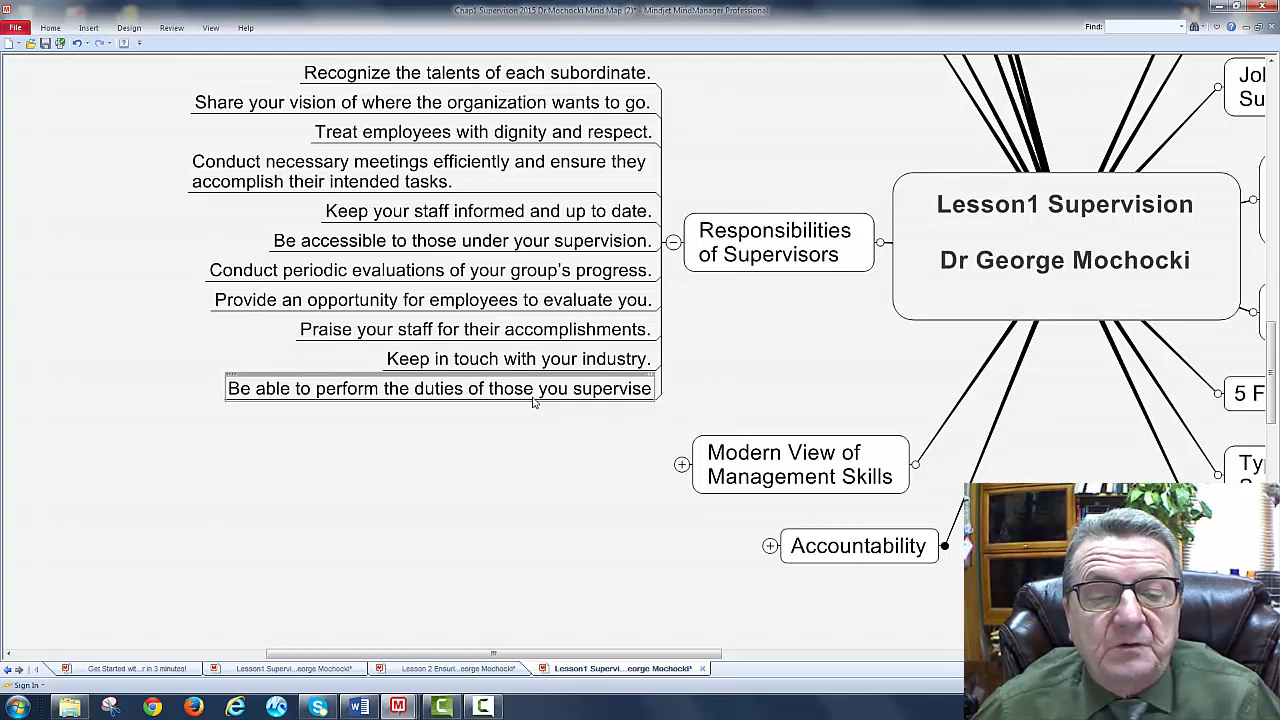 Chap1 Supervison 2015 Dr Mochocki Mind Map (2)* - Mindjet MindManager Professional
File Home Insert Design Review View Help Find:
Recognize the talents of each subordinate.
Share your vision of where the organization wants to go.
Treat employees with dignity and respect.
Conduct necessary meetings efficiently and ensure they
accomplish their intended tasks.
Keep your staff informed and up to date.
Be accessible to those under your supervision.
Conduct periodic evaluations of your group's progress.
Provide an opportunity for employees to evaluate you.
Praise your staff for their accomplishments.
Keep in touch with your industry.
Be able to perform the duties of those you supervise
Responsibilities
of Supervisors
Lesson1 Supervision
Dr George Mochocki
Modern View of
Management Skills
Accountability
Jol
Su
5 F
Ty
Get Started wit...r in 3 minutes! Lesson1 Supervi...eorge Mochocki* Lesson 2 Ensuri...eorge Mochocki* Lesson1 Supervi...eorge Mochocki*
Sign In